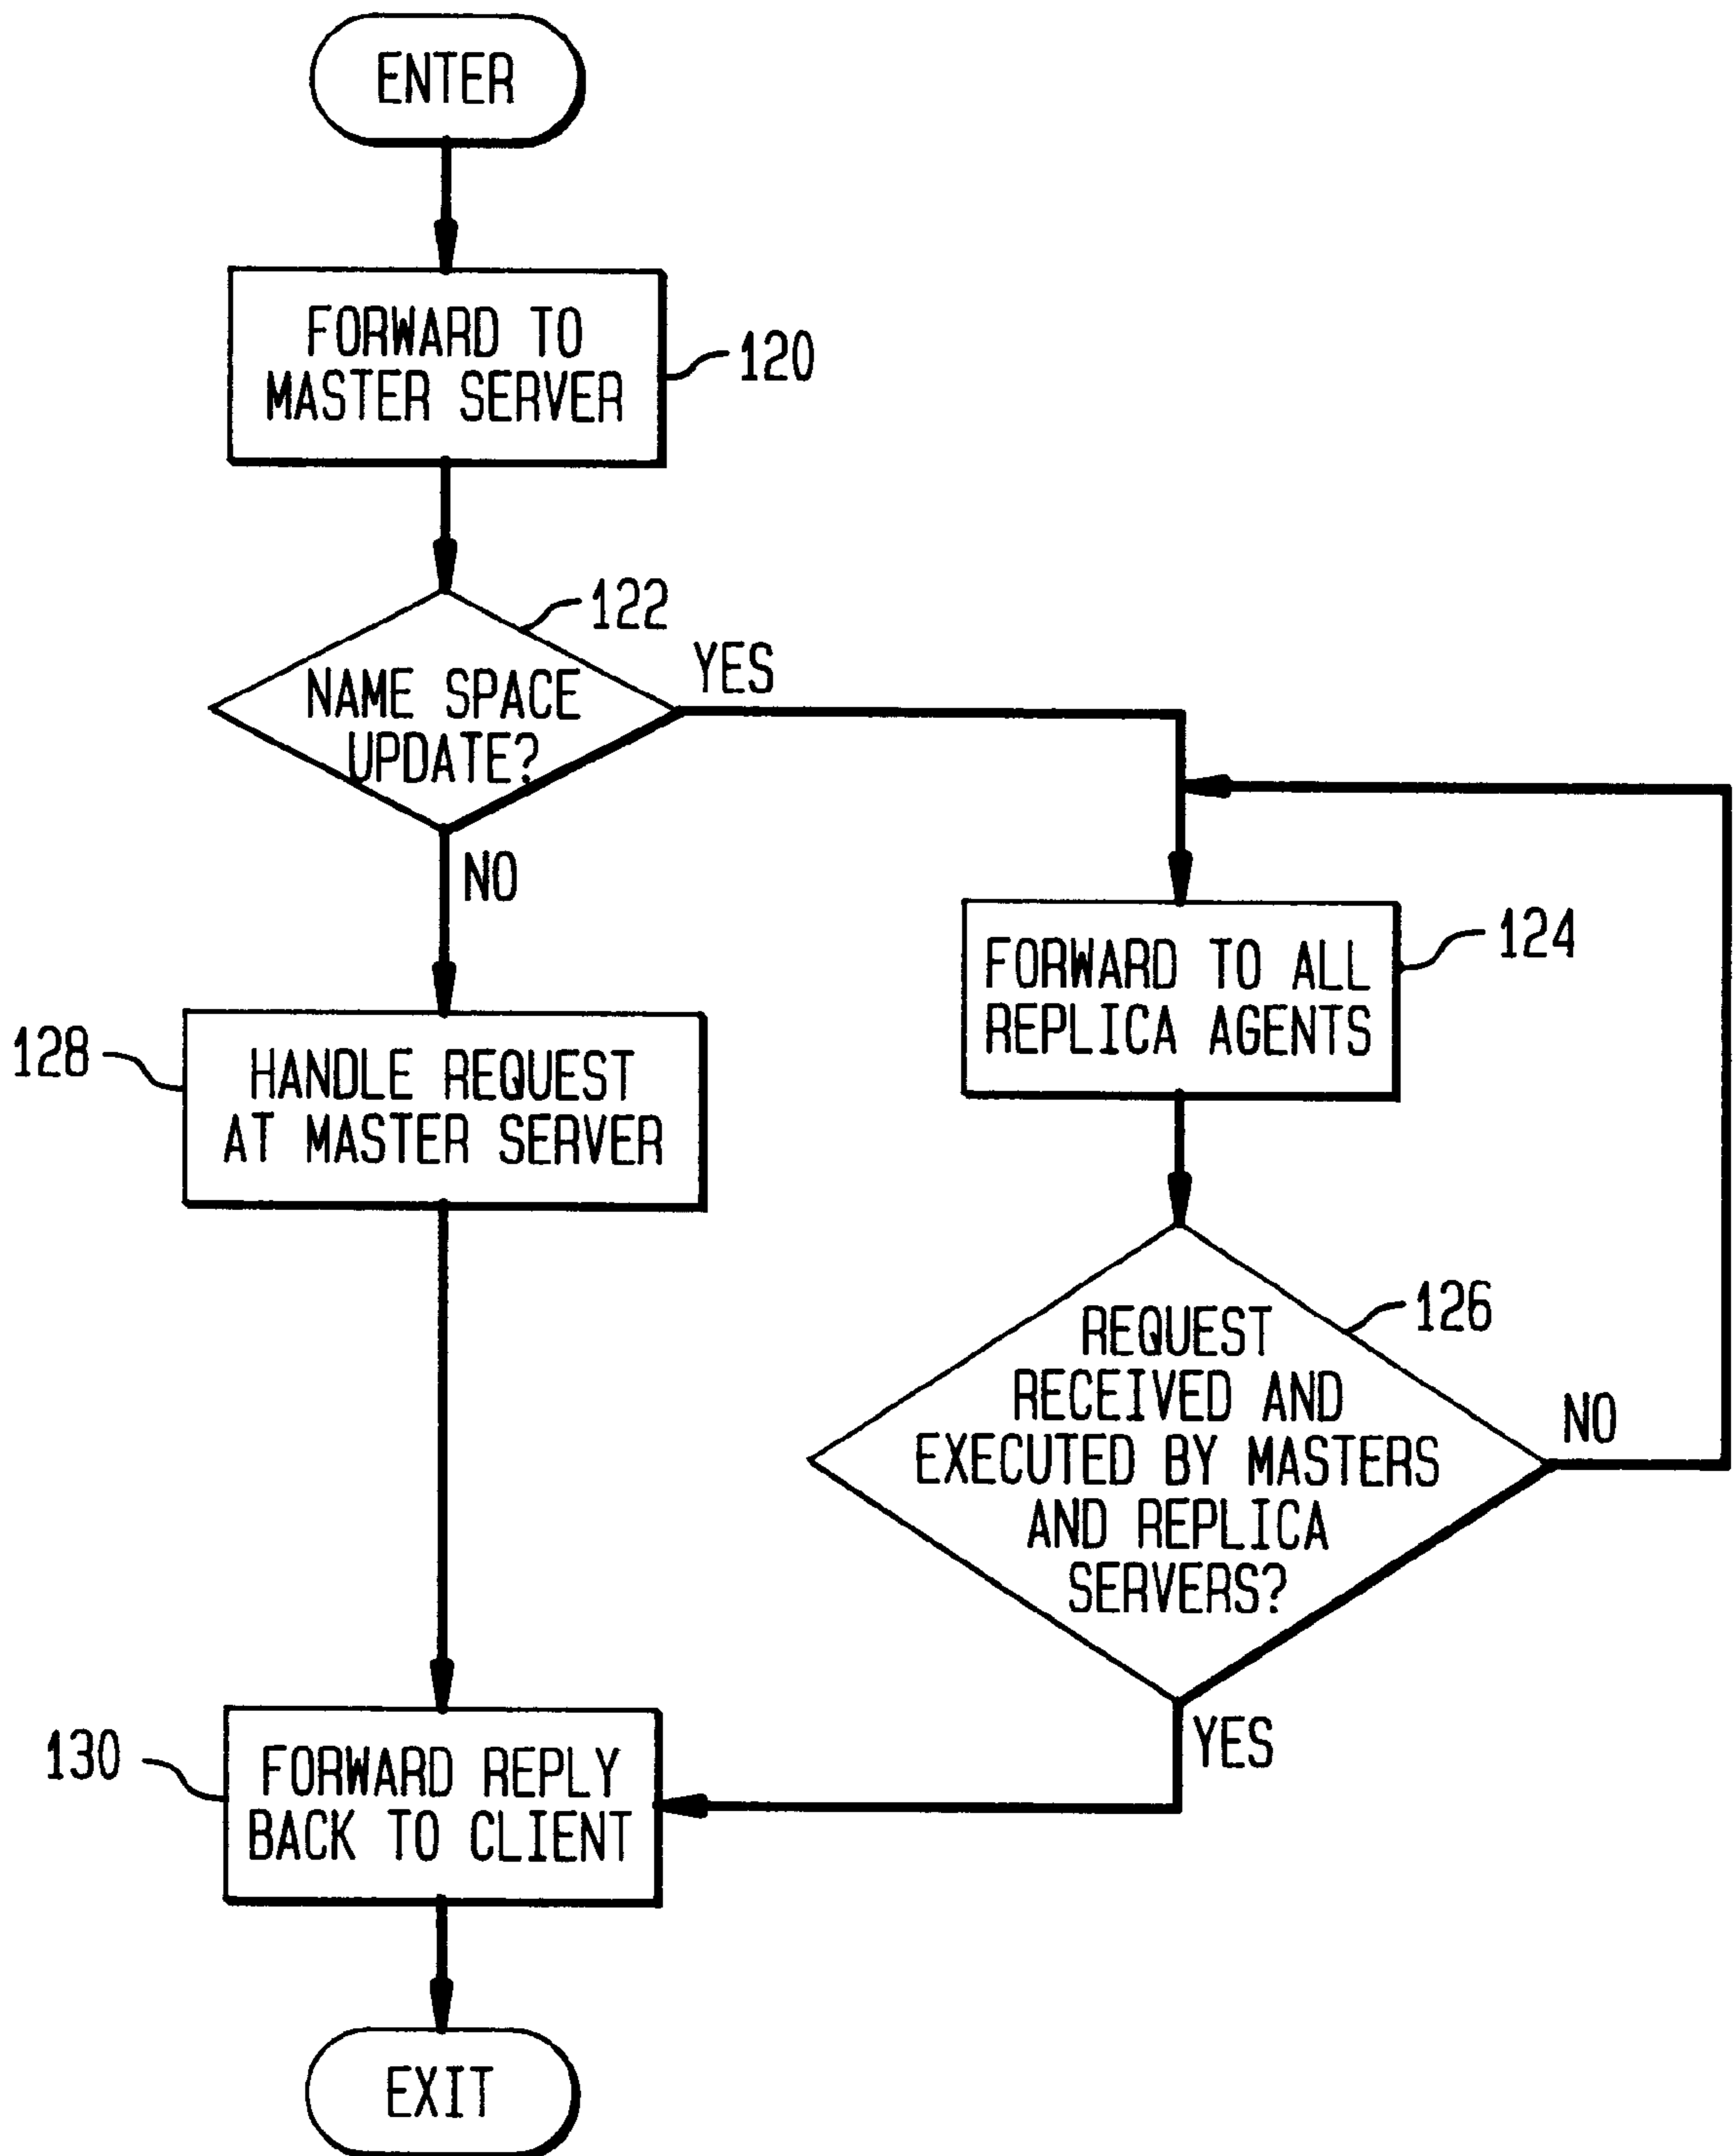 ENTER
FORWARD TO
MASTER SERVER
120
122
NAME SPACE
UPDATE?
YES
NO
124
FORWARD TO ALL
REPLICA AGENTS
128
HANDLE REQUEST
AT MASTER SERVER
126
REQUEST
RECEIVED AND
EXECUTED BY MASTERS
AND REPLICA
SERVERS?
NO
YES
130
FORWARD REPLY
BACK TO CLIENT
EXIT